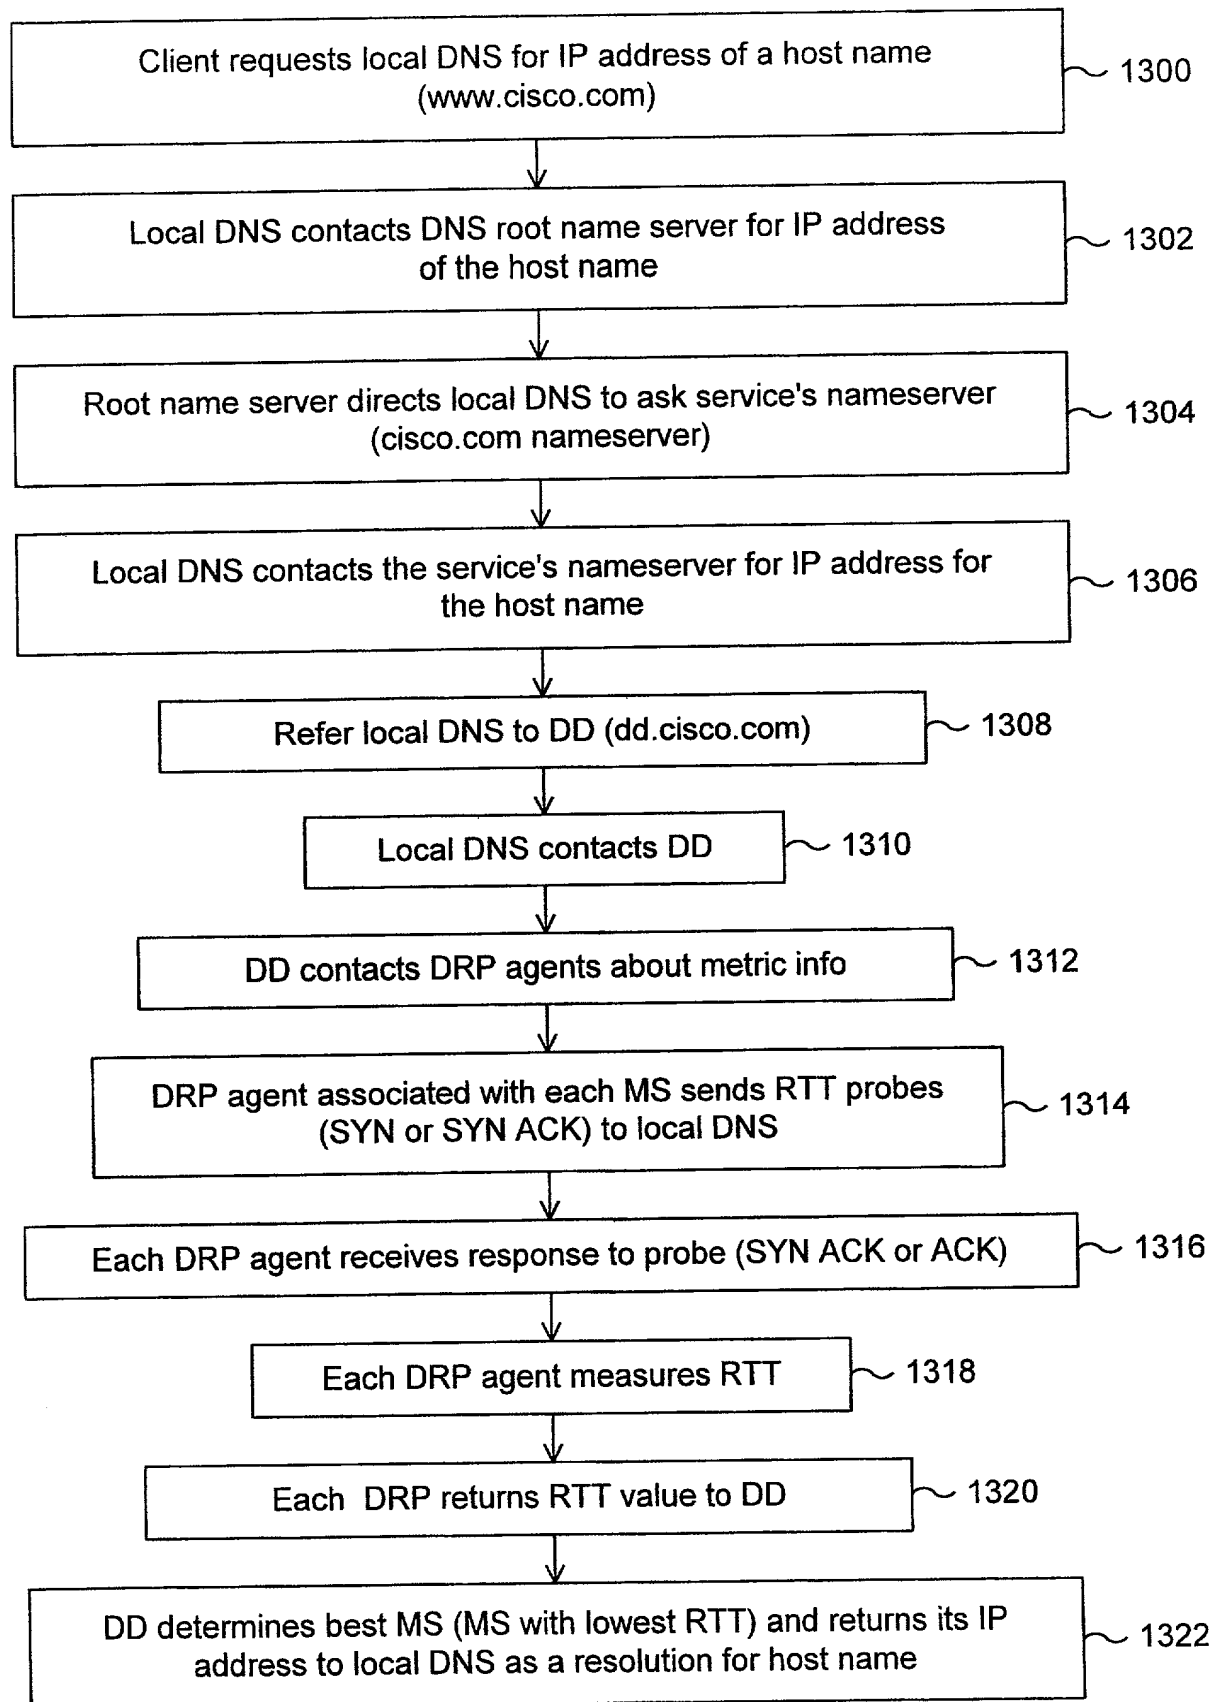 Client requests local DNS for IP address of a host name
(www.cisco.com)
1300
Local DNS contacts DNS root name server for IP address
of the host name
1302
Root name server directs local DNS to ask service's nameserver
(cisco.com nameserver)
1304
Local DNS contacts the service's nameserver for IP address for
the host name
1306
Refer local DNS to DD (dd.cisco.com)
1308
Local DNS contacts DD
1310
DD contacts DRP agents about metric info
1312
DRP agent associated with each MS sends RTT probes
(SYN or SYN ACK) to local DNS
1314
Each DRP agent receives response to probe (SYN ACK or ACK)
1316
Each DRP agent measures RTT
1318
Each DRP returns RTT value to DD
1320
DD determines best MS (MS with lowest RTT) and returns its IP
address to local DNS as a resolution for host name
1322